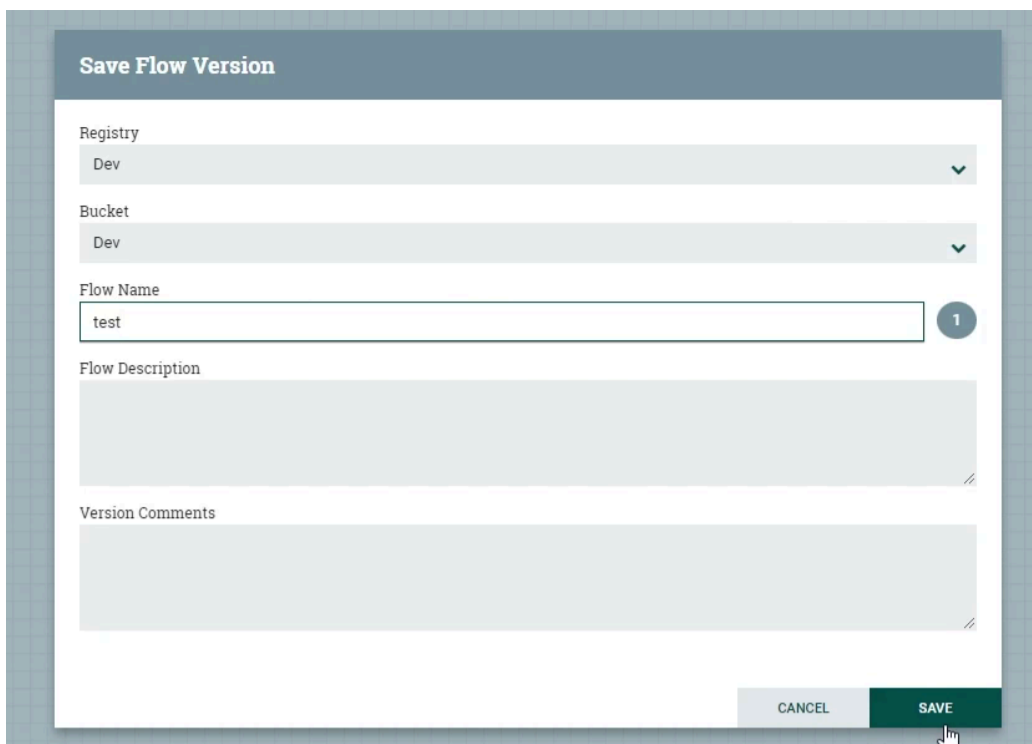 Save Flow Version
Registry
Dev
Bucket
Dev
Flow Name
test
1
Flow Description
Version Comments
CANCEL
SAVE